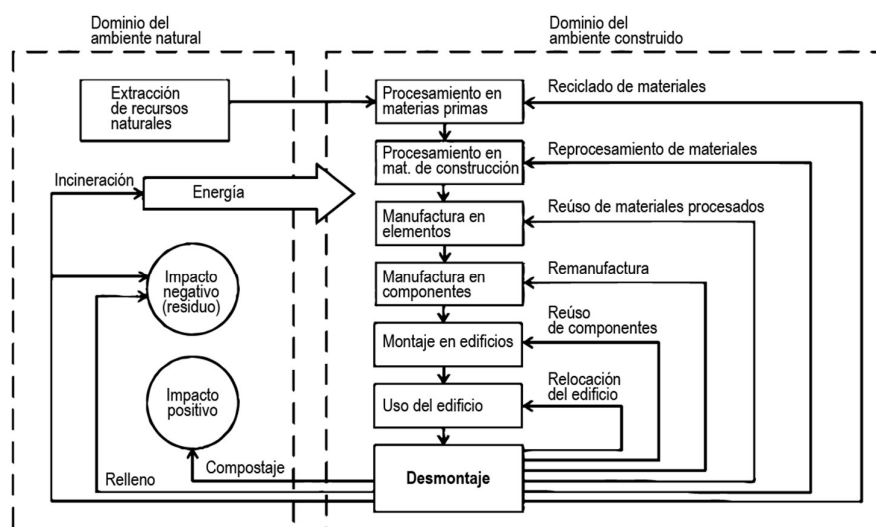 Dominio del
ambiente natural
Dominio del
ambiente construido
Extracción
de recursos
naturales
Procesamiento en
materias primas
Reciclado de materiales
Procesamiento en
mat. de construcción
Reprocesamiento de materiales
Incineración
Energía
Manufactura en
elementos
Reúso de materiales procesados
Impacto
negativo
(residuo)
Manufactura en
componentes
Remanufactura
Montaje en edificios
Reúso
de componentes
Impacto
positivo
Uso del edificio
Relocación
del edificio
Relleno
Compostaje
Desmontaje